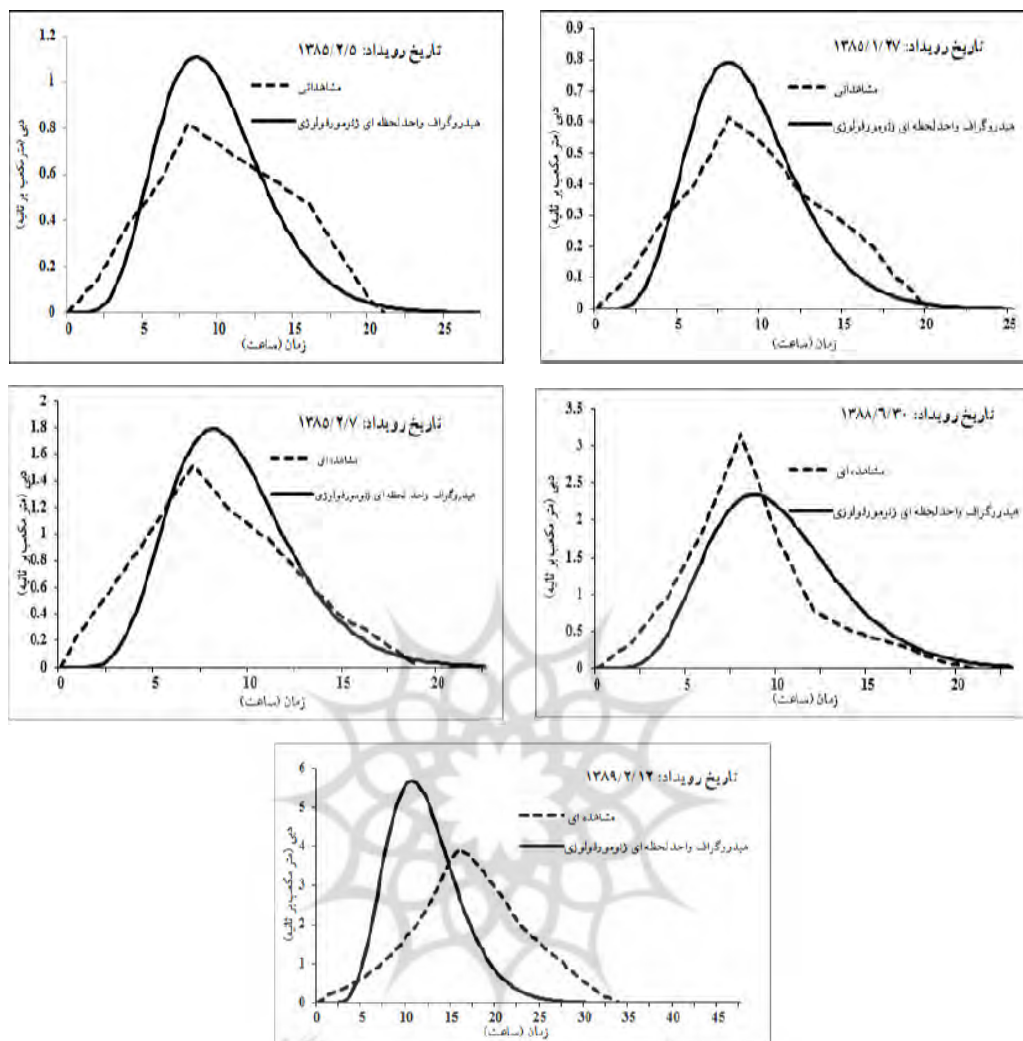 تاریخ رویداد: ۱۳۸۵/۱/۲۷
مشاهداتی
هیدروگراف واحد لحظه ای ژئومورفولوژی
دبی (متر مکعب بر ثانیه)
0.9
0.8
0.7
0.6
0.5
0.4
0.3
0.2
0.1
0
0 5 10 15 20 25
زمان (ساعت)
تاریخ رویداد: ۱۳۸۵/۲/۵
مشاهداتی
هیدروگراف واحد لحظه ای ژئومورفولوژی
دبی (متر مکعب بر ثانیه)
1.2
1
0.8
0.6
0.4
0.2
0
0 5 10 15 20 25
زمان (ساعت)
تاریخ رویداد: ۱۳۸۸/۶/۳۰
مشاهده ای
هیدروگراف واحد لحظه ای ژئومورفولوژی
دبی (متر مکعب بر ثانیه)
3.5
3
2.5
2
1.5
1
0.5
0
0 5 10 15 20
زمان (ساعت)
تاریخ رویداد: ۱۳۸۵/۲/۷
مشاهده ای
هیدروگراف واحد لحظه ای ژئومورفولوژی
دبی (متر مکعب بر ثانیه)
2
1.8
1.6
1.4
1.2
1
0.8
0.6
0.4
0.2
0
0 5 10 15 20
زمان (ساعت)
تاریخ رویداد: ۱۳۸۹/۲/۱۲
مشاهده ای
هیدروگراف واحد لحظه ای ژئومورفولوژی
دبی (متر مکعب بر ثانیه)
6
5
4
3
2
1
0
0 5 10 15 20 25 30 35 40 45
زمان (ساعت)